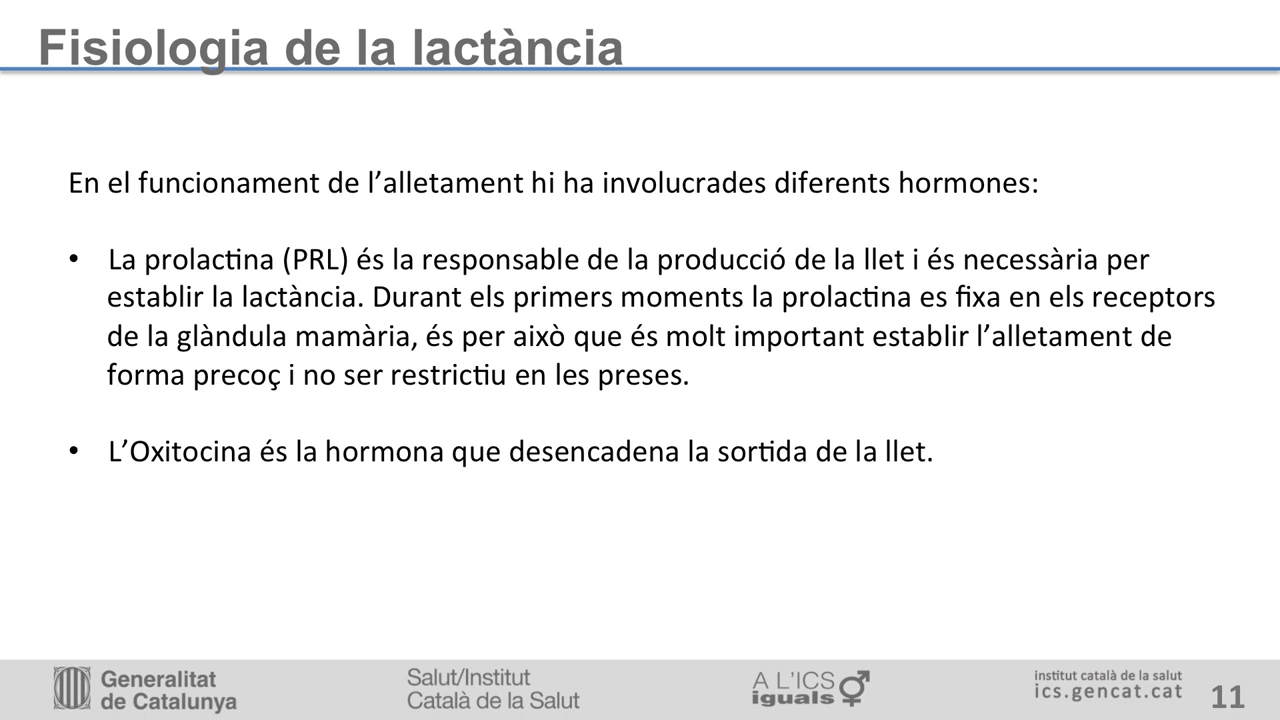 Fisiologia de la lactància
En el funcionament de l’alletament hi ha involucrades diferents hormones:
• La prolactina (PRL) és la responsable de la producció de la llet i és necessària per
establir la lactància. Durant els primers moments la prolactina es fixa en els receptors
de la glàndula mamària, és per això que és molt important establir l’alletament de
forma precoç i no ser restrictiu en les preses.
• L’Oxitocina és la hormona que desencadena la sortida de la llet.
Generalitat
de Catalunya
Salut/Institut
Català de la Salut
A L'ICS
iguals
institut català de la salut
ics.gencat.cat
11